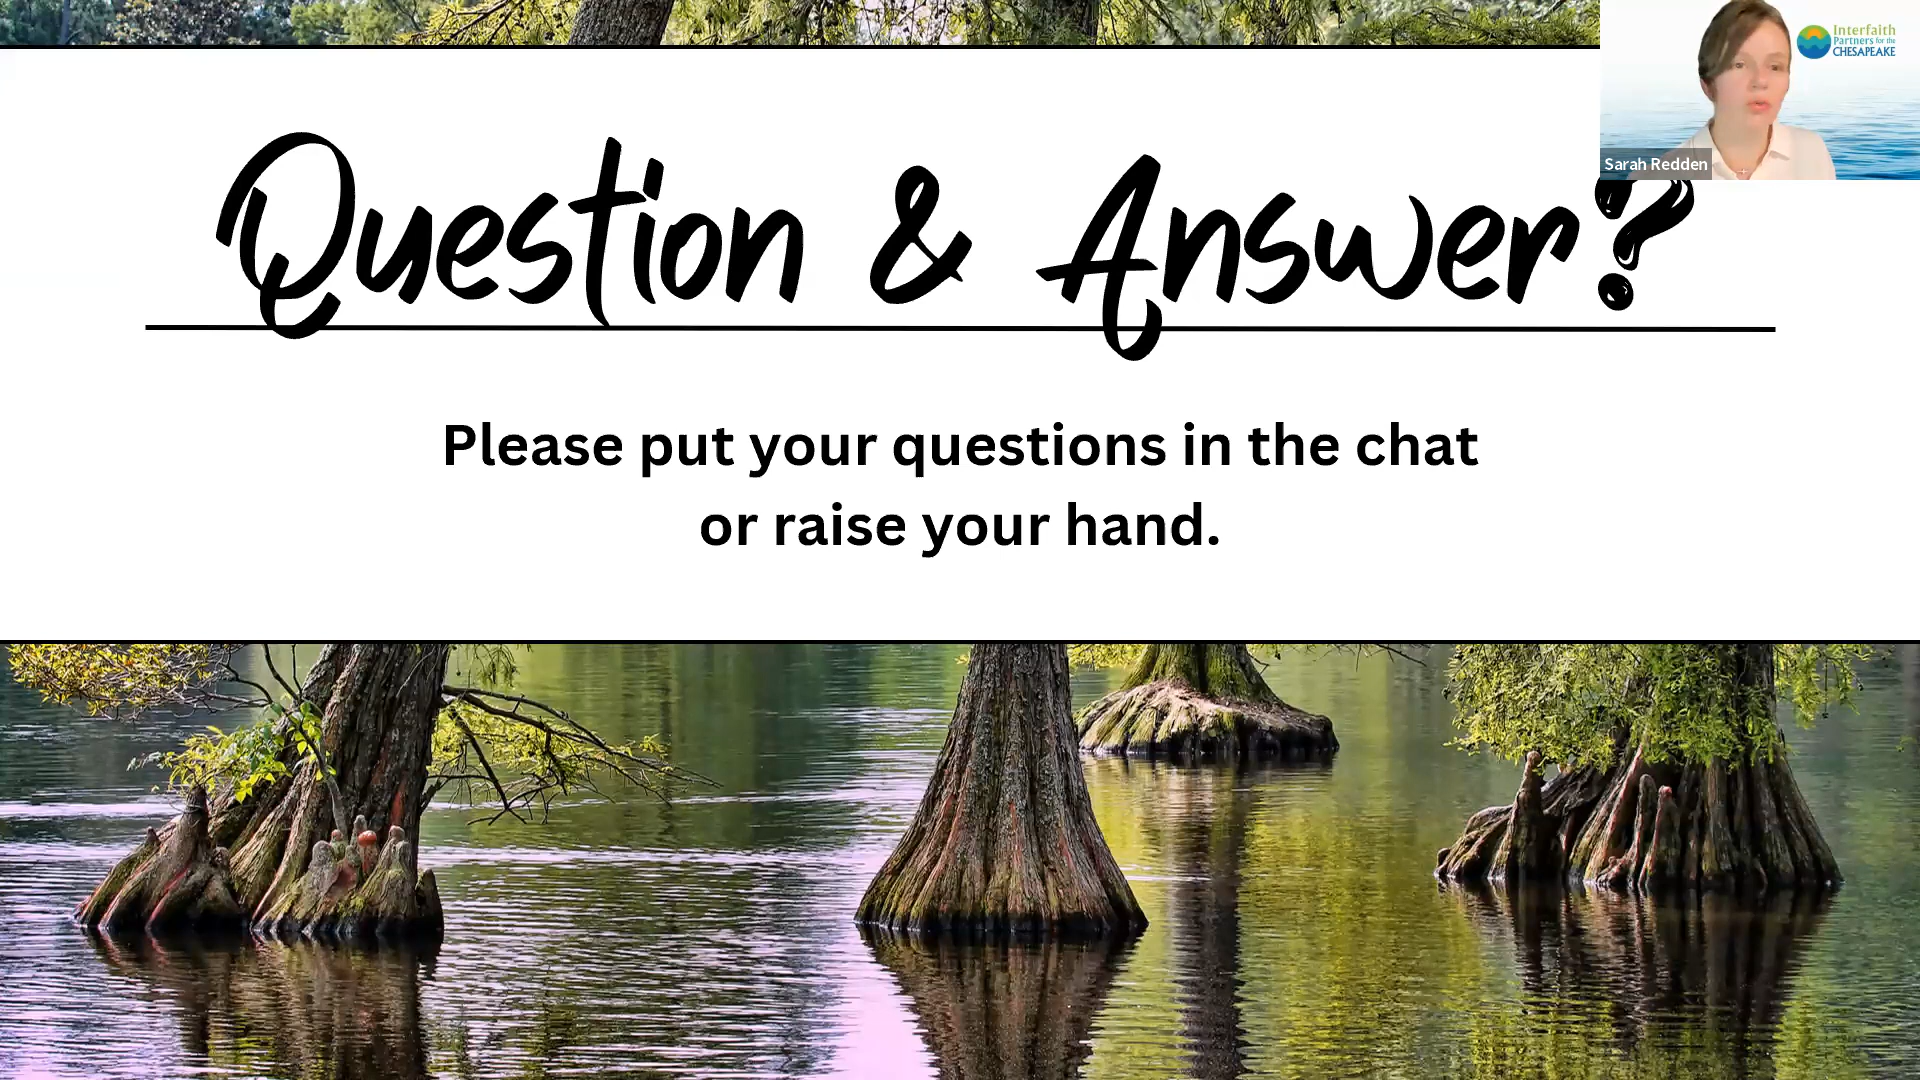 Interfaith
Partners for the
CHESAPEAKE
Sarah Redden
Question & Answer?
Please put your questions in the chat
or raise your hand.